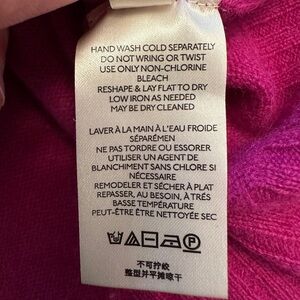 HAND WASH COLD SEPARATELY
DO NOT WRING OR TWIST
USE ONLY NON-CHLORINE
BLEACH
RESHAPE & LAY FLAT TO DRY
LOW IRON AS NEEDED
MAY BE DRY CLEANED
LAVER À LA MAIN À L'EAU FROIDE
SÉPARÉMEN
NE PAS TORDRE OU ESSORER
UTILISER UN AGENT DE
BLANCHIMENT SANS CHLORE SI
NÉCESSAIRE
REMODELER ET SÉCHER À PLAT
REPASSER, AU BESOIN, À TRÈS
BASSE TEMPÉRATURE
PEUT-ÊTRE ÊTRE NETTOYÉE SEC
P
不可拧绞
整型并平摊晾干